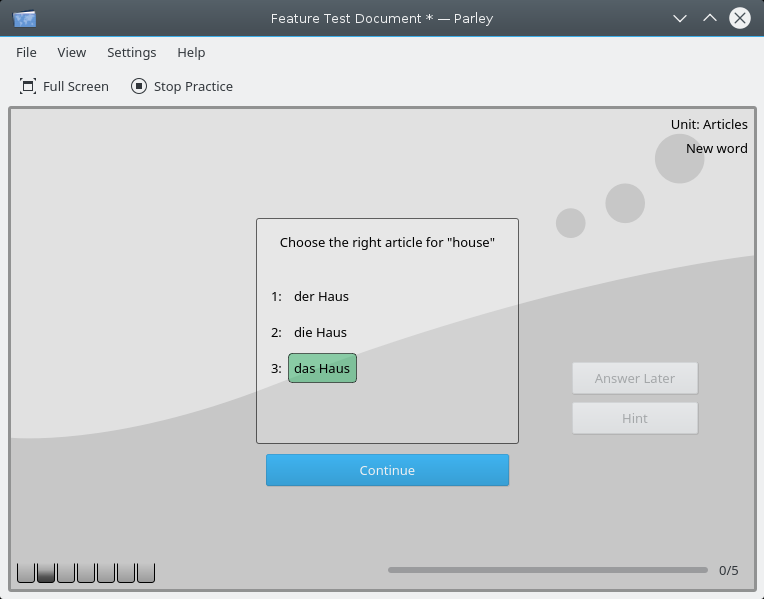 Feature Test Document * — Parley
File View Settings Help
Full Screen Stop Practice
Unit: Articles
New word
Choose the right article for "house"
1: der Haus
2: die Haus
3: das Haus
Answer Later
Hint
Continue
0/5